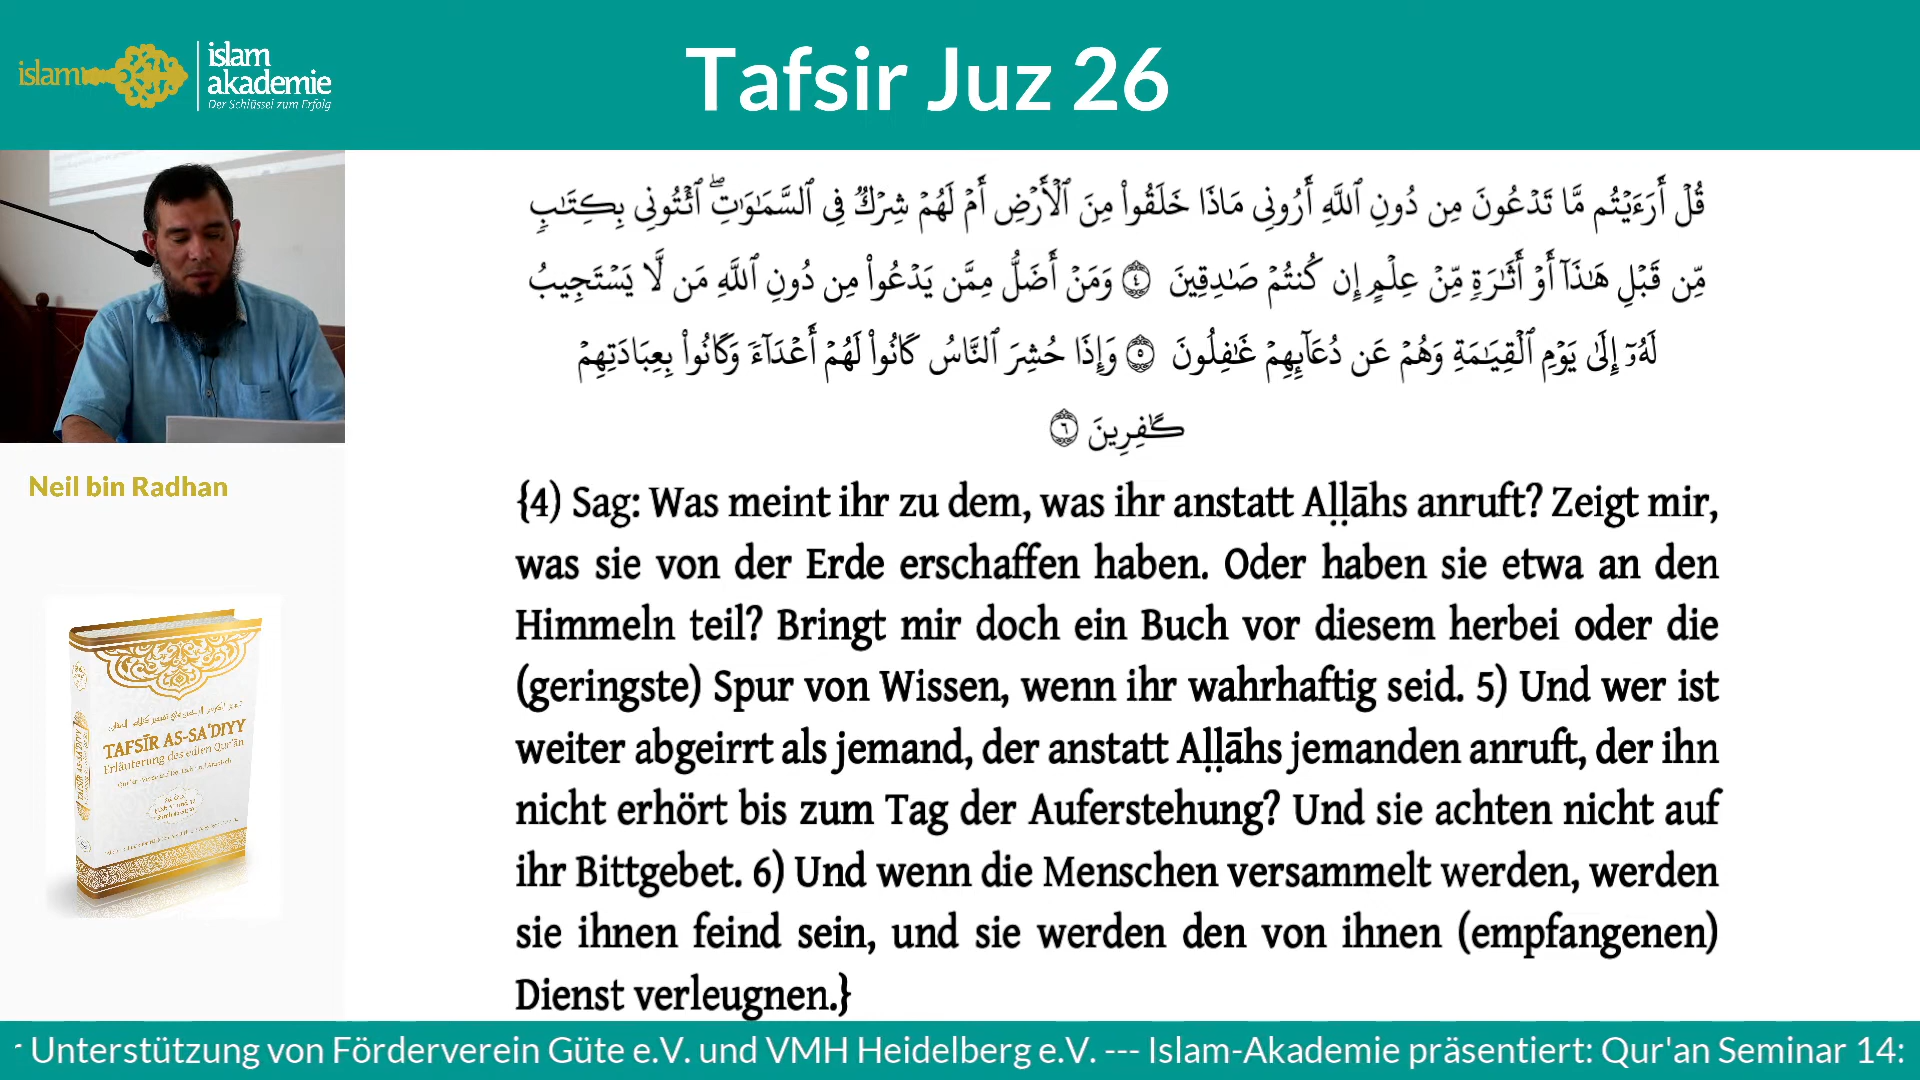 islam
islam
akademie
Der Schlüssel zum Erfolg
Tafsir Juz 26
قُلۡ أَرَءَيۡتُم مَّا تَدۡعُونَ مِن دُونِ ٱللَّهِ أَرُونِي مَاذَا خَلَقُواْ مِنَ ٱلۡأَرۡضِ أَمۡ لَهُمۡ شِرۡكٞ فِي ٱلسَّمَٰوَٰتِۖ ٱئۡتُونِي بِكِتَٰبٖ
مِّن قَبۡلِ هَٰذَآ أَوۡ أَثَٰرَةٖ مِّنۡ عِلۡمٍ إِن كُنتُمۡ صَٰدِقِينَ ٤ وَمَنۡ أَضَلُّ مِمَّن يَدۡعُواْ مِن دُونِ ٱللَّهِ مَن لَّا يَسۡتَجِيبُ
لَهُۥٓ إِلَىٰ يَوۡمِ ٱلۡقِيَٰمَةِ وَهُمۡ عَن دُعَآئِهِمۡ غَٰفِلُونَ ٥ وَإِذَا حُشِرَ ٱلنَّاسُ كَانُواْ لَهُمۡ أَعۡدَآءٗ وَكَانُواْ بِعِبَادَتِهِمۡ
كَٰفِرِينَ ٦
{4) Sag: Was meint ihr zu dem, was ihr anstatt Aḷḷāhs anruft? Zeigt mir,
was sie von der Erde erschaffen haben. Oder haben sie etwa an den
Himmeln teil? Bringt mir doch ein Buch vor diesem herbei oder die
(geringste) Spur von Wissen, wenn ihr wahrhaftig seid. 5) Und wer ist
weiter abgeirrt als jemand, der anstatt Aḷḷāhs jemanden anruft, der ihn
nicht erhört bis zum Tag der Auferstehung? Und sie achten nicht auf
ihr Bittgebet. 6) Und wenn die Menschen versammelt werden, werden
sie ihnen feind sein, und sie werden den von ihnen (empfangenen)
Dienst verleugnen.}
Neil bin Radhan
TAFSĪR AS-SA'DIYY
Erläuterung des edlen Qur'ān
Unterstützung von Förderverein Güte e.V. und VMH Heidelberg e.V. --- Islam-Akademie präsentiert: Qur'an Seminar 14: